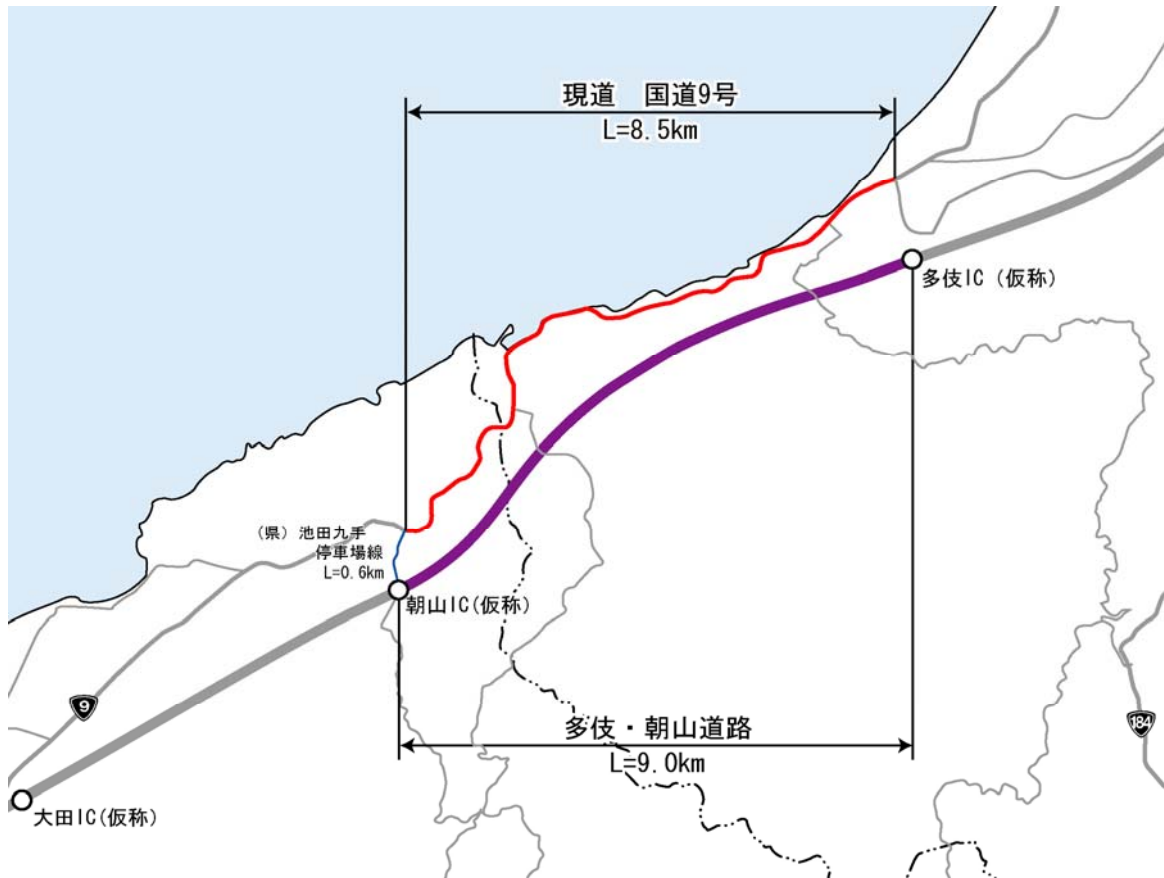 現道 国道9号
L=8.5km
多伎IC(仮称)
(県)池田九手
停車場線
L=0.6km
朝山IC(仮称)
9
184
多伎・朝山道路
L=9.0km
大田IC(仮称)